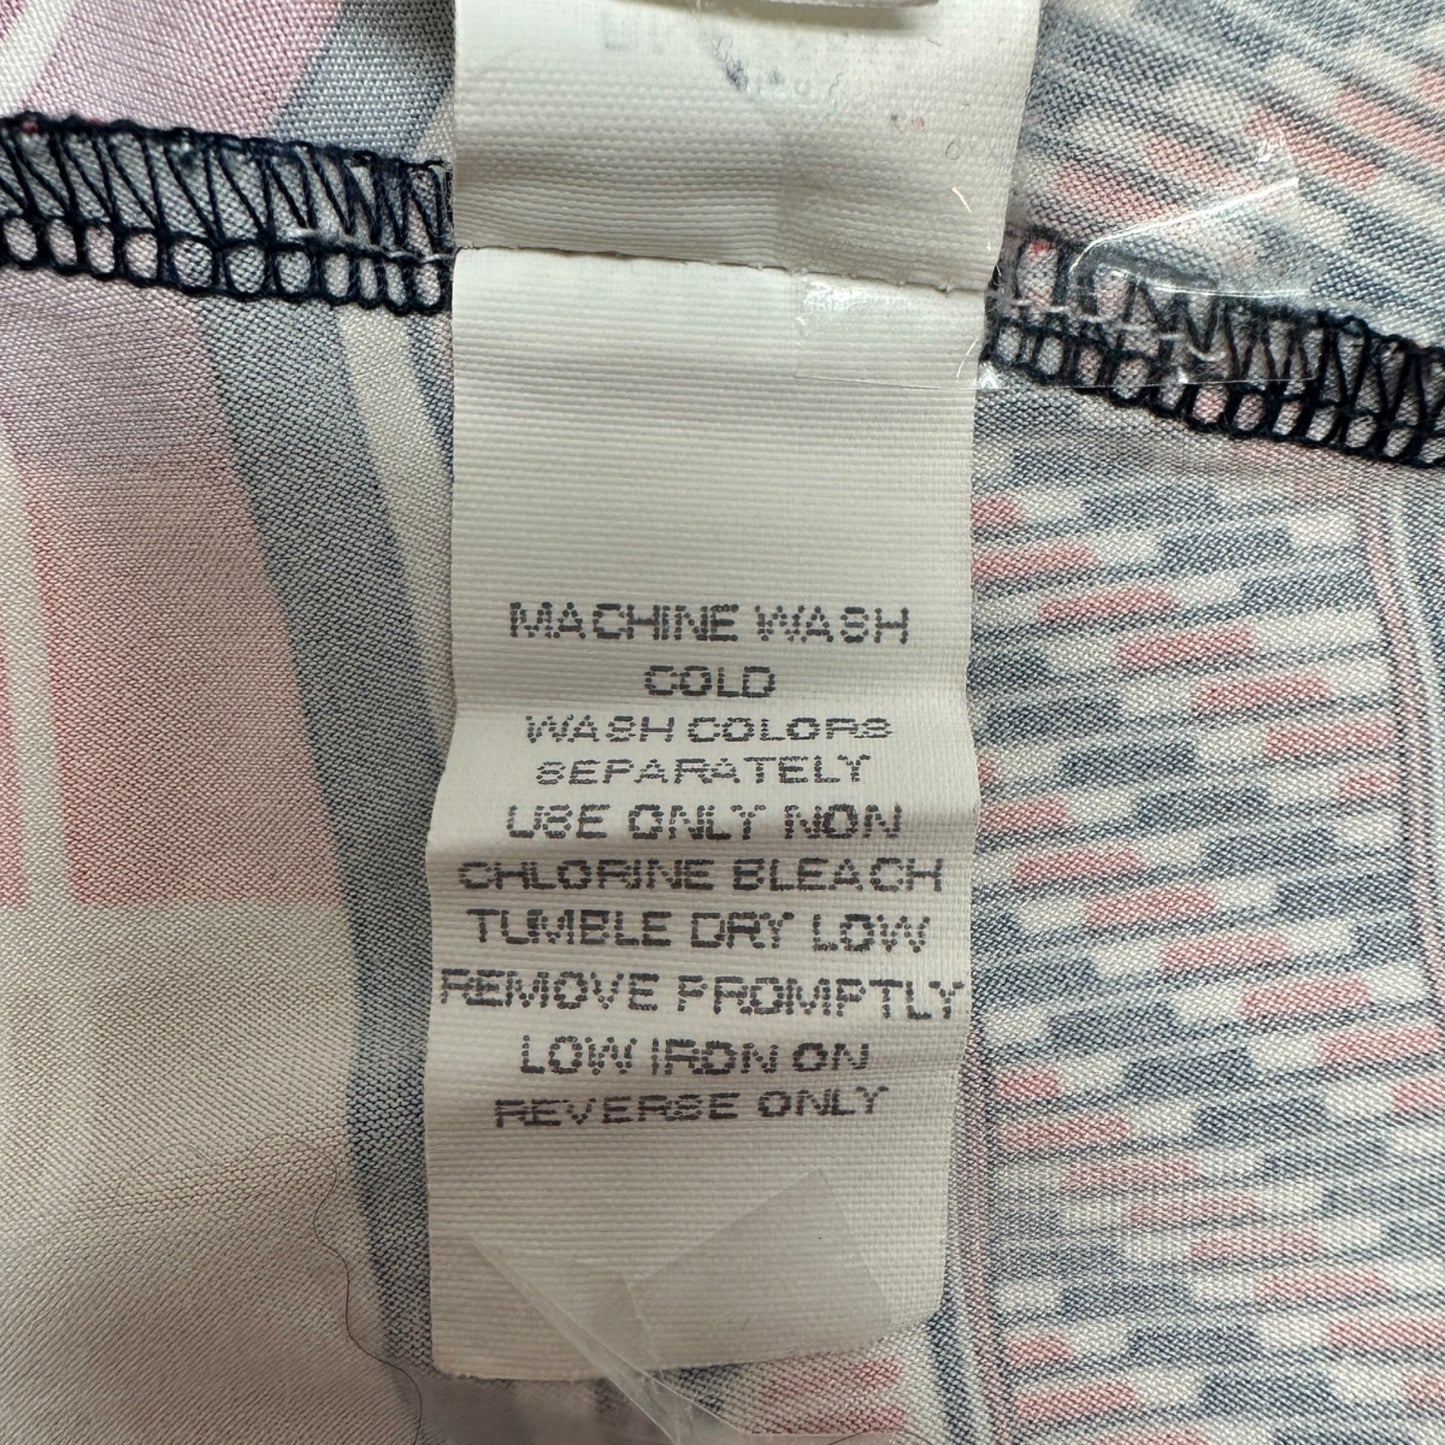 MACHINE WASH
COLD
WASH COLORS
SEPARATELY
USE ONLY NON
CHLORINE BLEACH
TUMBLE DRY LOW
REMOVE PROMPTLY
LOW IRON ON
REVERSE ONLY